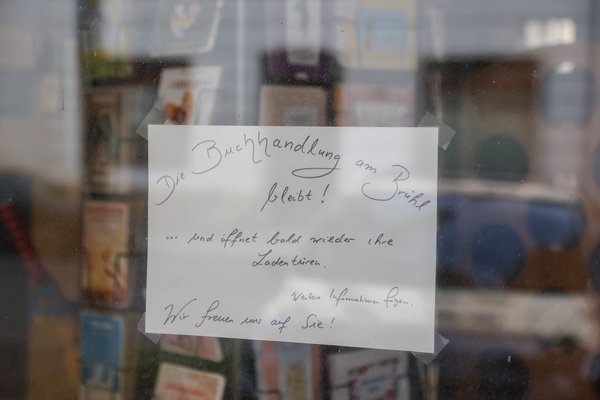 Die Buchhandlung am Brühl
bleibt!
... und öffnet bald wieder ihre
Ladentüren.
Weitere Informationen folgen.
Wir freuen uns auf Sie!